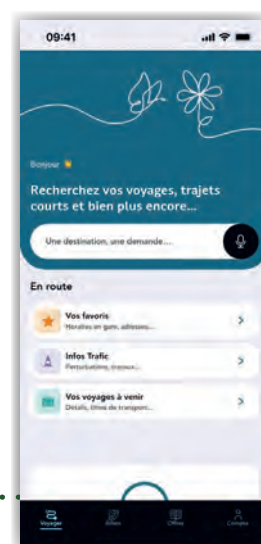 09:41
Bonjour
Recherchez vos voyages, trajets
courts et bien plus encore...
Une destination, une demande...
En route
Vos favoris
Horaires en gare, adresses...
Infos Trafic
Perturbations, travaux...
Vos voyages à venir
Détails, titres de transport...
Voyager
Billets
Offres
Compte